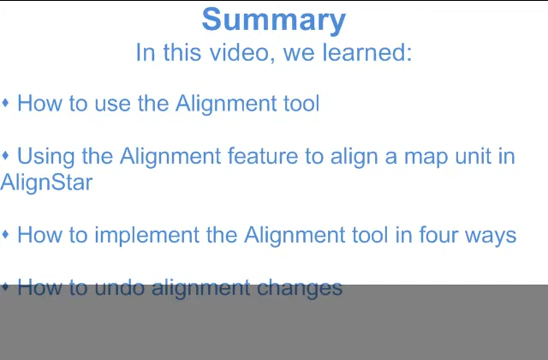 Summary
In this video, we learned:
⬧ How to use the Alignment tool
⬧ Using the Alignment feature to align a map unit in
AlignStar
⬧ How to implement the Alignment tool in four ways
⬧ How to undo alignment changes